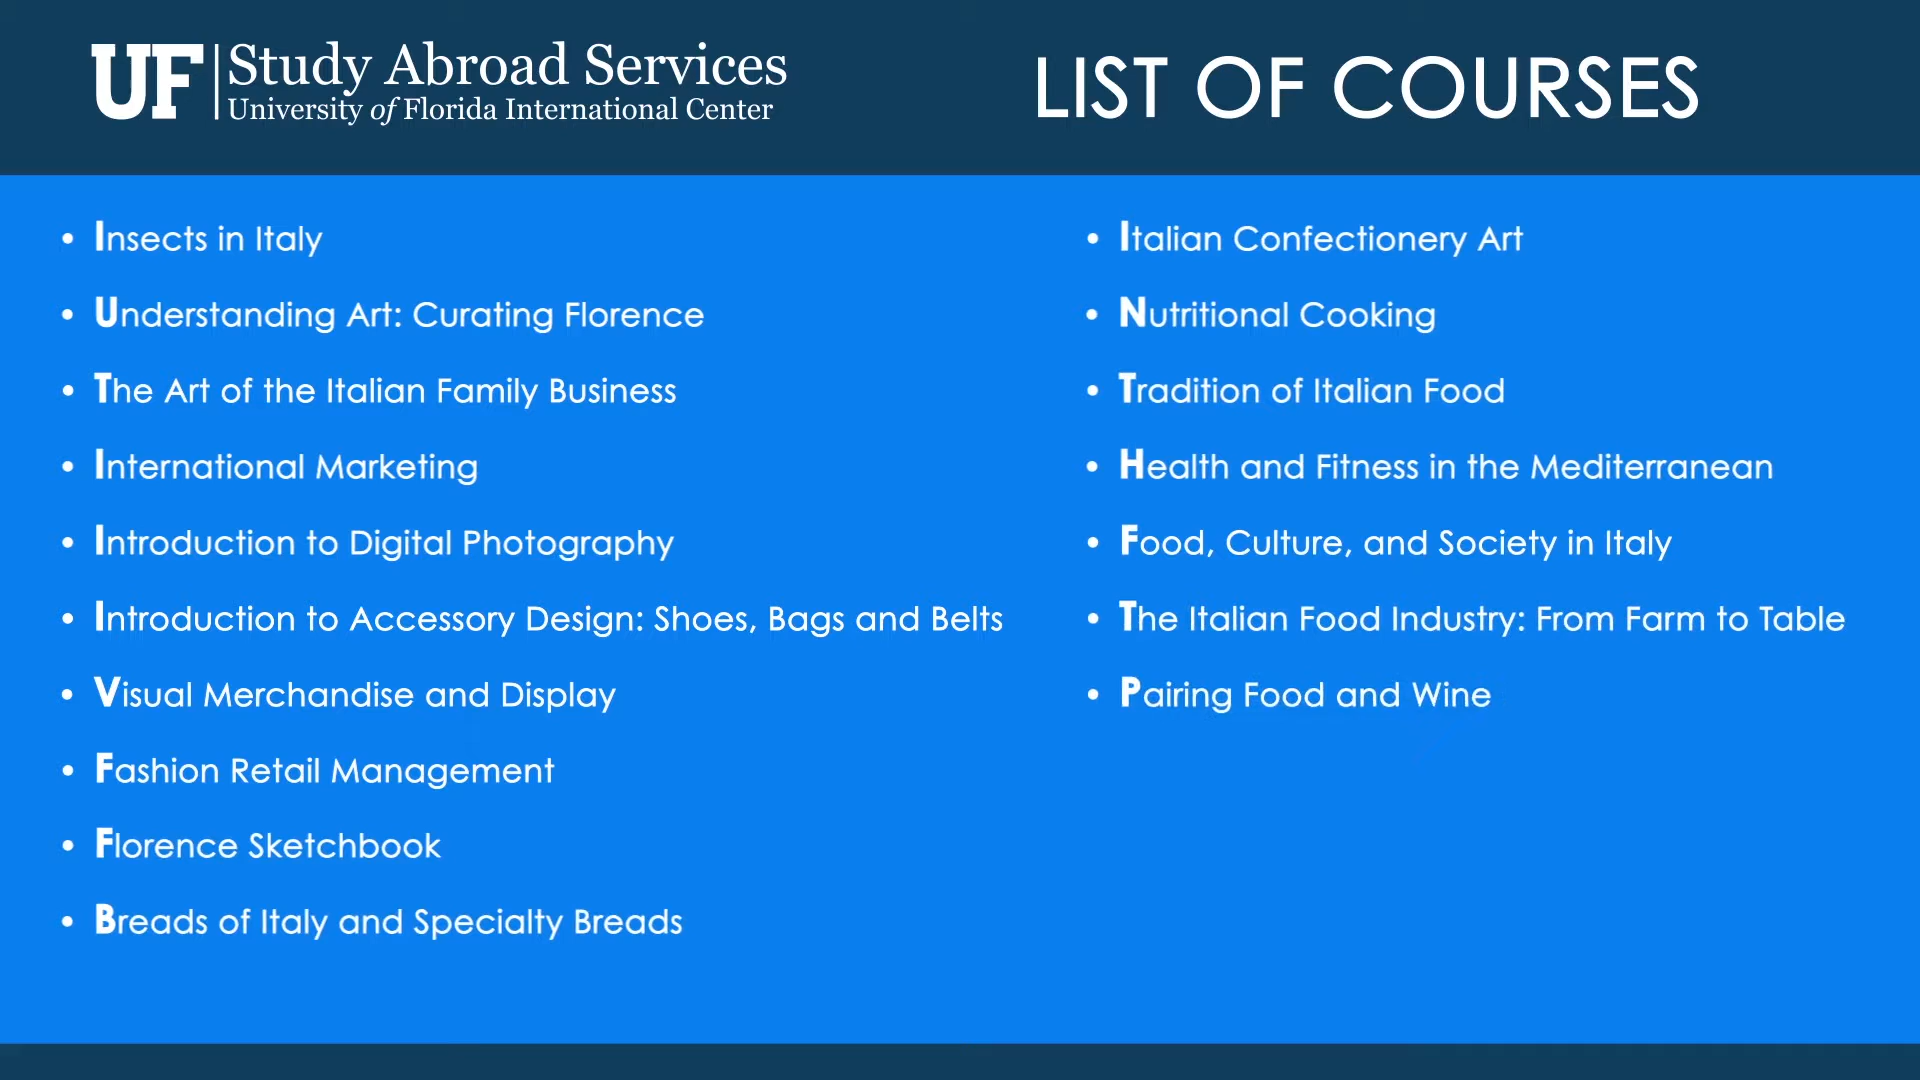 UF Study Abroad Services
University of Florida International Center
LIST OF COURSES
• Insects in Italy
• Understanding Art: Curating Florence
• The Art of the Italian Family Business
• International Marketing
• Introduction to Digital Photography
• Introduction to Accessory Design: Shoes, Bags and Belts
• Visual Merchandise and Display
• Fashion Retail Management
• Florence Sketchbook
• Breads of Italy and Specialty Breads
• Italian Confectionery Art
• Nutritional Cooking
• Tradition of Italian Food
• Health and Fitness in the Mediterranean
• Food, Culture, and Society in Italy
• The Italian Food Industry: From Farm to Table
• Pairing Food and Wine